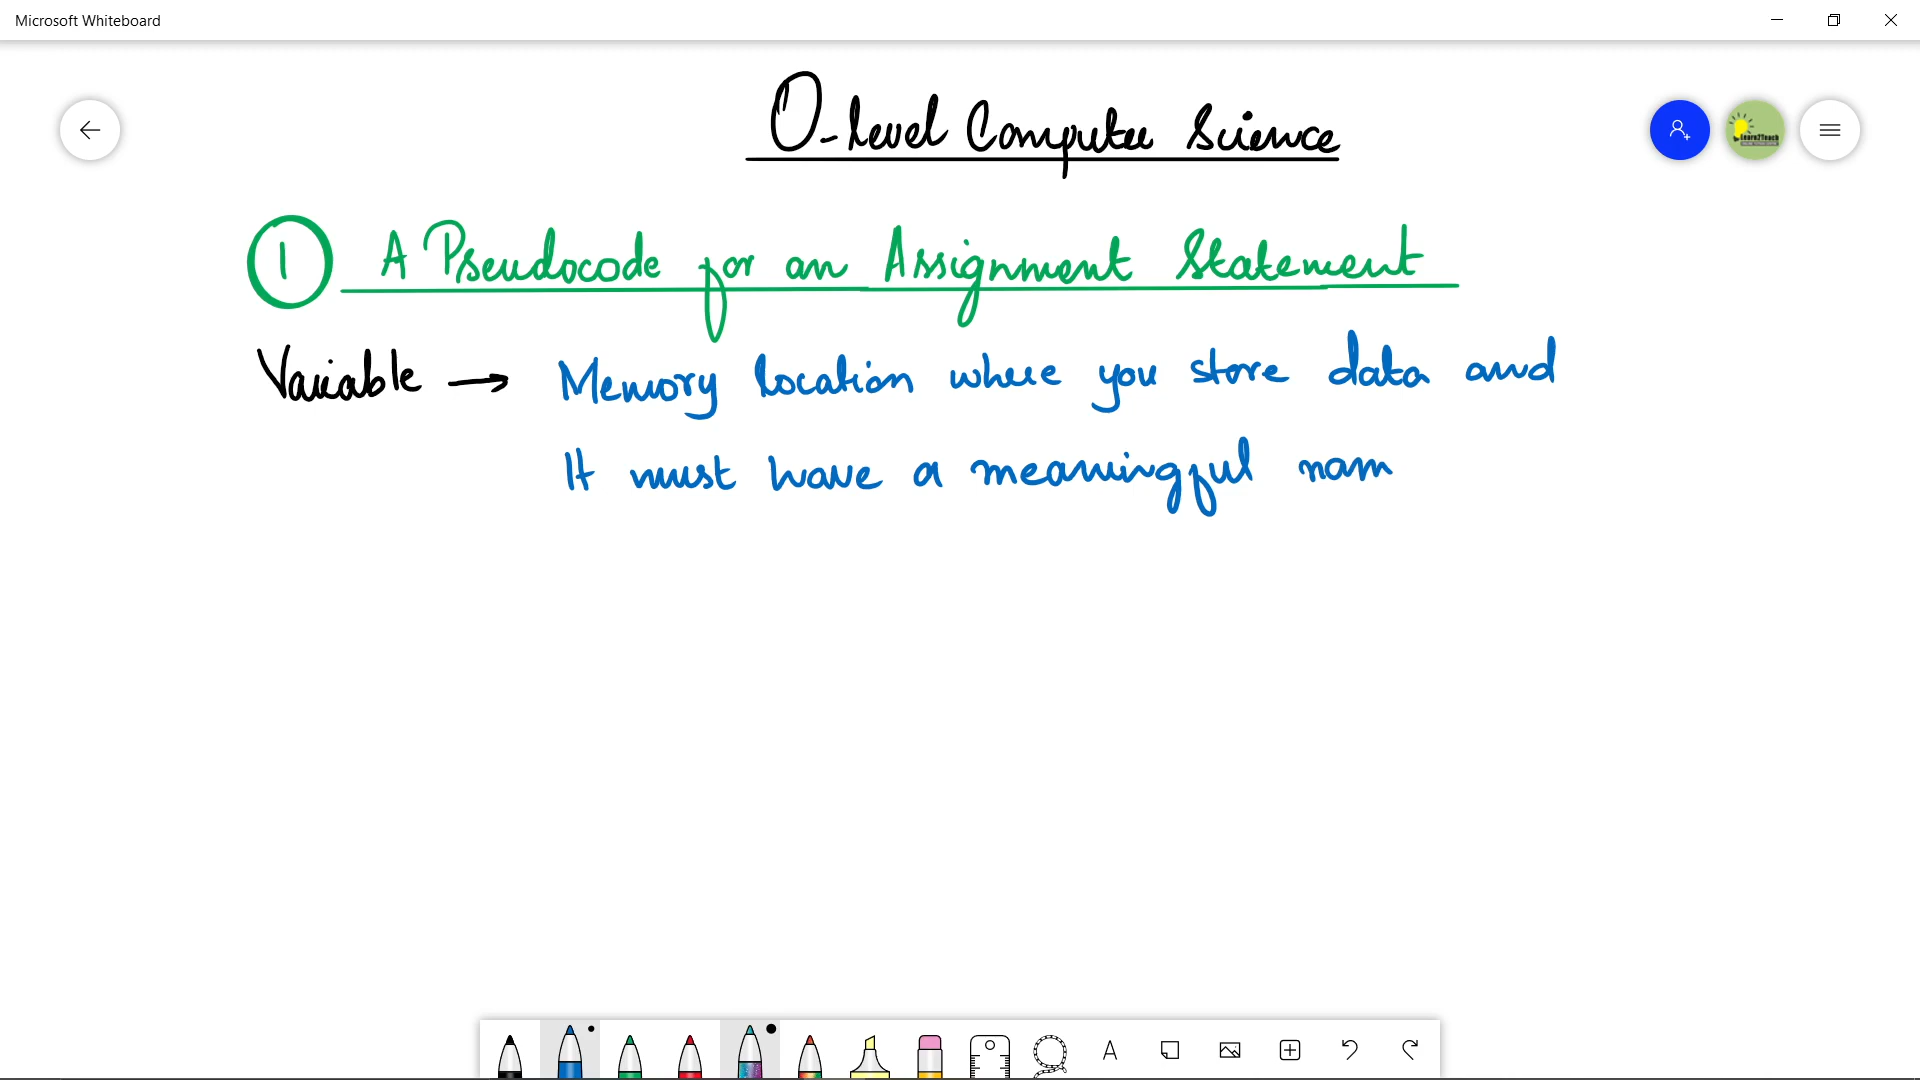 Microsoft Whiteboard
O-Level Computer Science
Learn2Teach
1 A Pseudocode for an Assignment Statement
Variable → Memory location where you store data and
It must have a meaningful nam